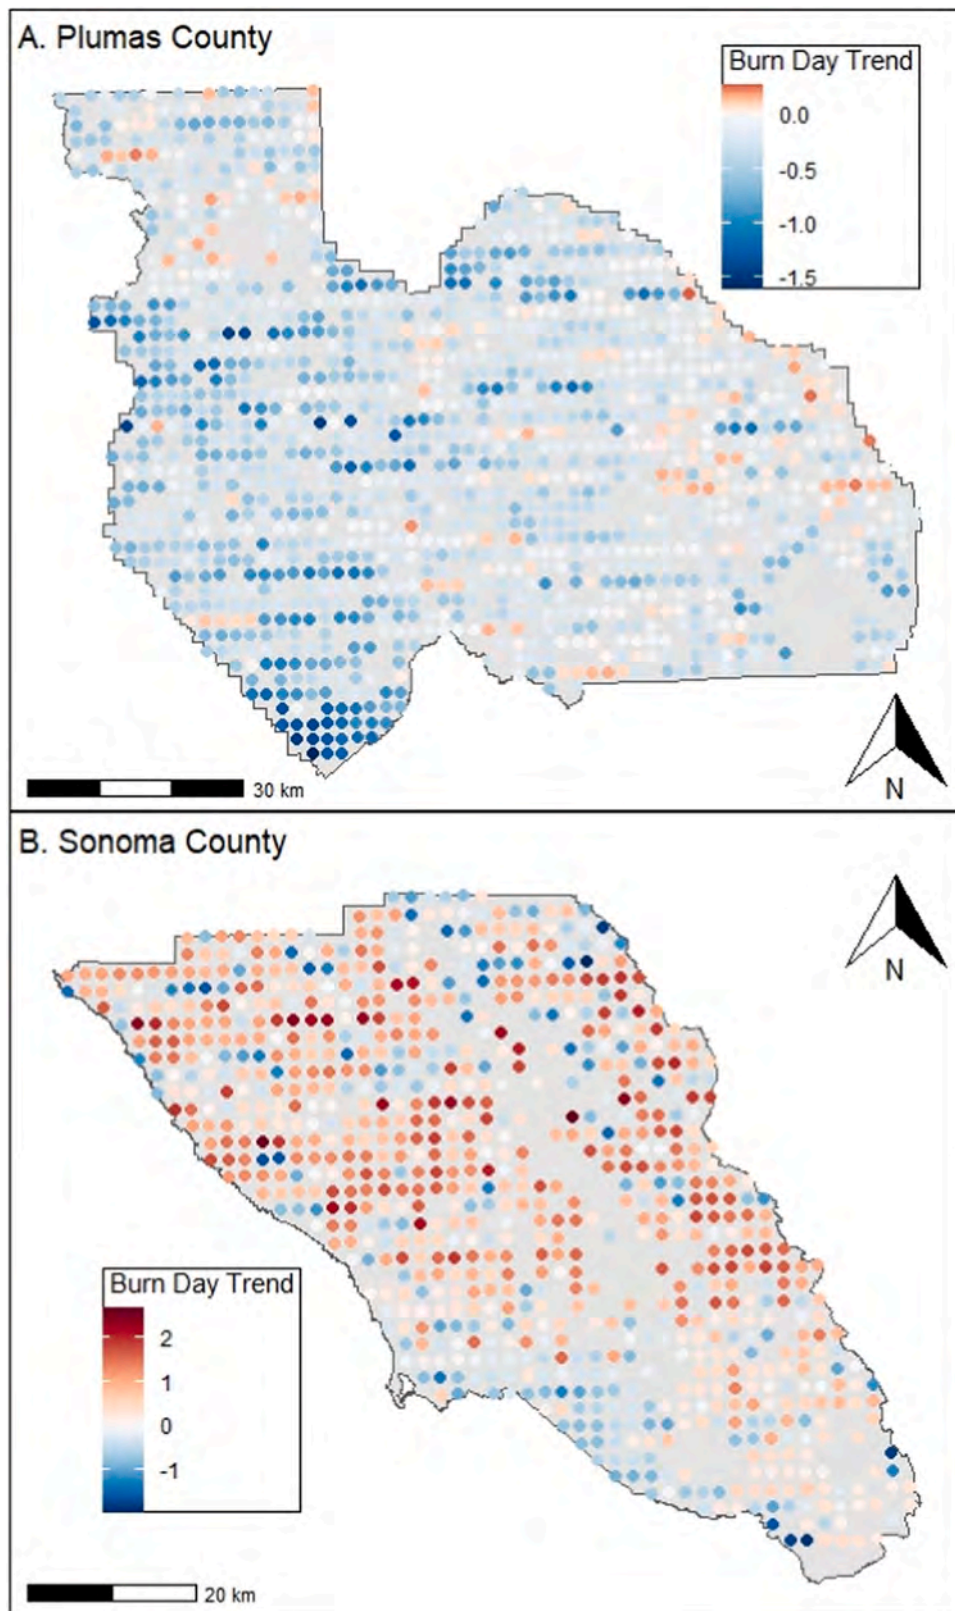 A. Plumas County
Burn Day Trend
0.0
-0.5
-1.0
-1.5
N
30 km
B. Sonoma County
N
Burn Day Trend
2
1
0
-1
20 km